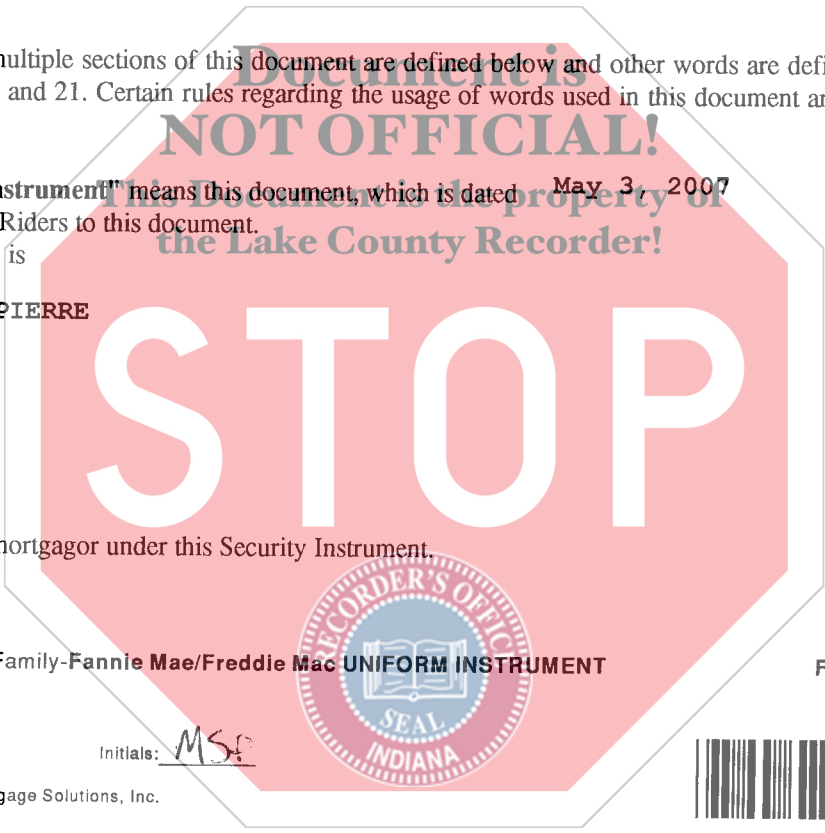 multiple sections of this document are defined below and other words are defi
Document is
and 21. Certain rules regarding the usage of words used in this document ar
NOT OFFICIAL!
strument" means this document, which is dated May 3, 2007
This Document is the property of
Riders to this document.
the Lake County Recorder!
is
PIERRE
STOP
mortgagor under this Security Instrument.
RECORDER'S OFFICE
Family-Fannie Mae/Freddie Mac UNIFORM INSTRUMENT
SEAL
INDIANA
Initials:
gage Solutions, Inc.